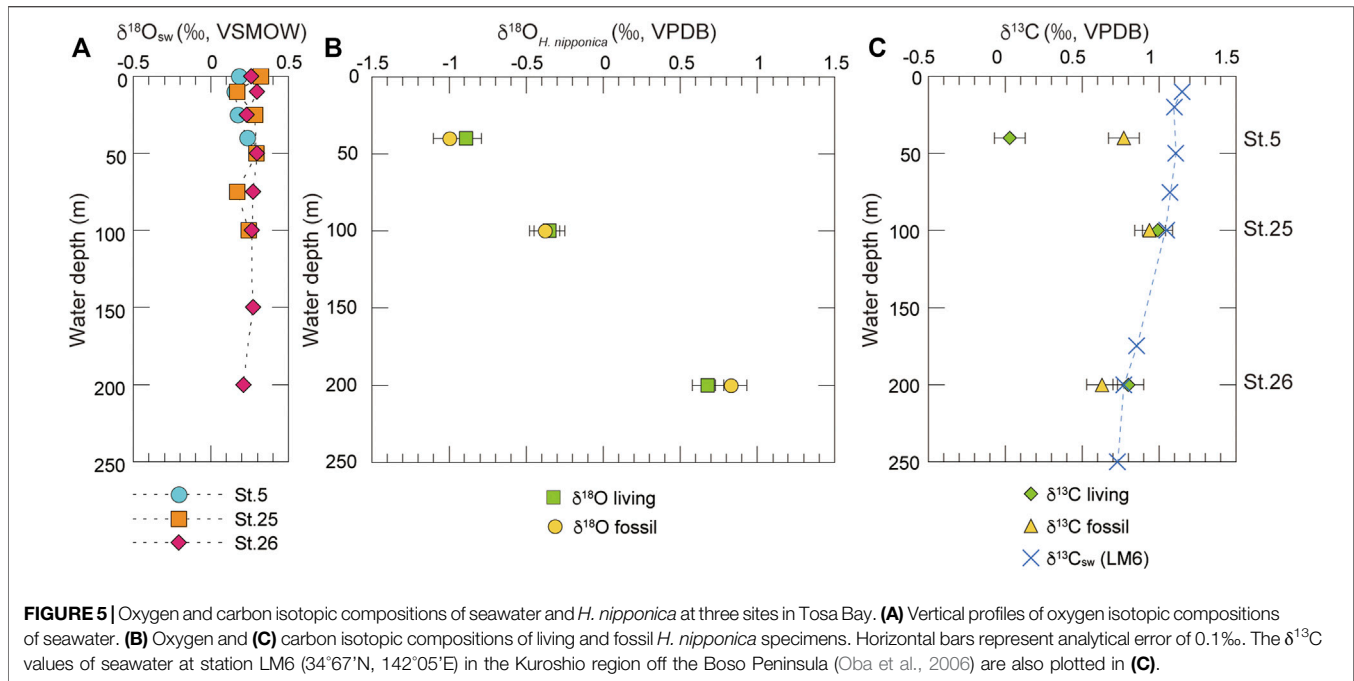 A
δ¹⁸Osw (‰, VSMOW)
-0.5 0 0.5
0
50
100
150
200
250
Water depth (m)
St.5
St.25
St.26
B
δ¹⁸OH. nipponica (‰, VPDB)
-1.5 -1 -0.5 0 0.5 1 1.5
0
50
100
150
200
250
Water depth (m)
δ¹⁸O living
δ¹⁸O fossil
C
δ¹³C (‰, VPDB)
-0.5 0 0.5 1 1.5
0
50
100
150
200
250
Water depth (m)
St.5
St.25
St.26
δ¹³C living
δ¹³C fossil
δ¹³Csw (LM6)
FIGURE 5 | Oxygen and carbon isotopic compositions of seawater and H. nipponica at three sites in Tosa Bay. (A) Vertical profiles of oxygen isotopic compositions
of seawater. (B) Oxygen and (C) carbon isotopic compositions of living and fossil H. nipponica specimens. Horizontal bars represent analytical error of 0.1‰. The δ¹³C
values of seawater at station LM6 (34°67'N, 142°05'E) in the Kuroshio region off the Boso Peninsula (Oba et al., 2006) are also plotted in (C).